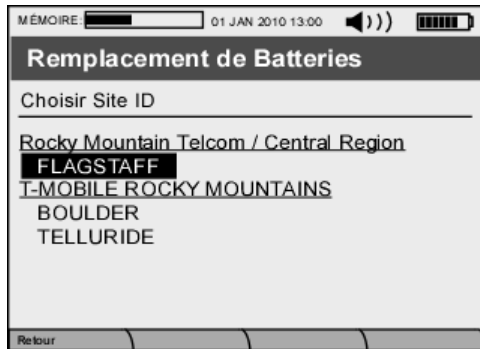 MÉMOIRE: 01 JAN 2010 13:00
Remplacement de Batteries
Choisir Site ID
Rocky Mountain Telcom / Central Region
FLAGSTAFF
T-MOBILE ROCKY MOUNTAINS
BOULDER
TELLURIDE
Retour